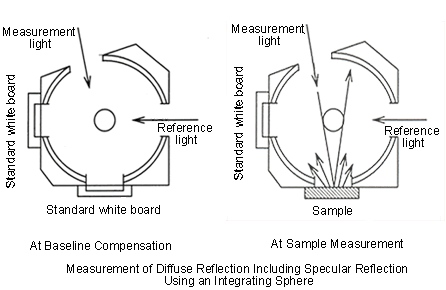 Measurement
light
Standard white board
Reference
light
Standard white board
At Baseline Compensation
Measurement
light
Standard white board
Reference
light
Sample
At Sample Measurement
Measurement of Diffuse Reflection Including Specular Reflection
Using an Integrating Sphere